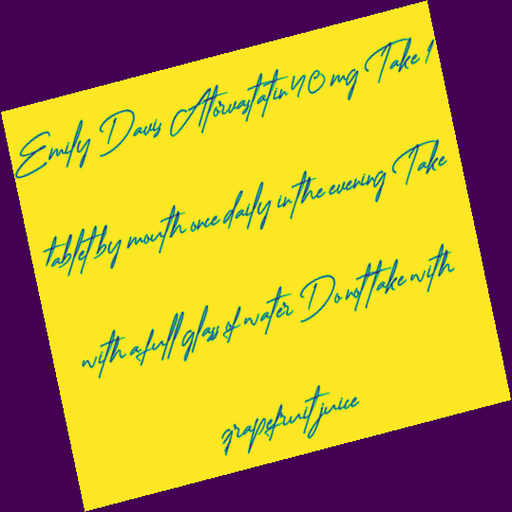 Emily Davis Atorvastatin 40 mg Take 1
tablet by mouth once daily in the evening Take
with a full glass of water Do not take with
grapefruit juice